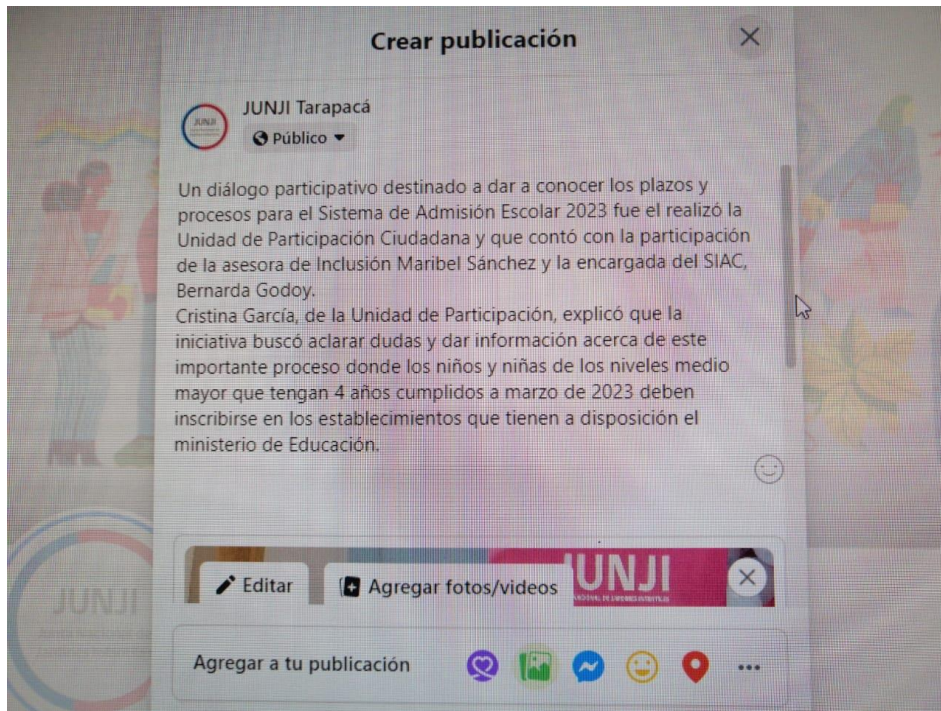 Crear publicación
JUNJI
JUNJI Tarapacá
Público
Un diálogo participativo destinado a dar a conocer los plazos y
procesos para el Sistema de Admisión Escolar 2023 fue el realizó la
Unidad de Participación Ciudadana y que contó con la participación
de la asesora de Inclusión Maribel Sánchez y la encargada del SIAC,
Bernarda Godoy.
Cristina García, de la Unidad de Participación, explicó que la
iniciativa buscó aclarar dudas y dar información acerca de este
importante proceso donde los niños y niñas de los niveles medio
mayor que tengan 4 años cumplidos a marzo de 2023 deben
inscribirse en los establecimientos que tienen a disposición el
ministerio de Educación.
Editar
Agregar fotos/videos
JUNJI
JUNJI
Agregar a tu publicación